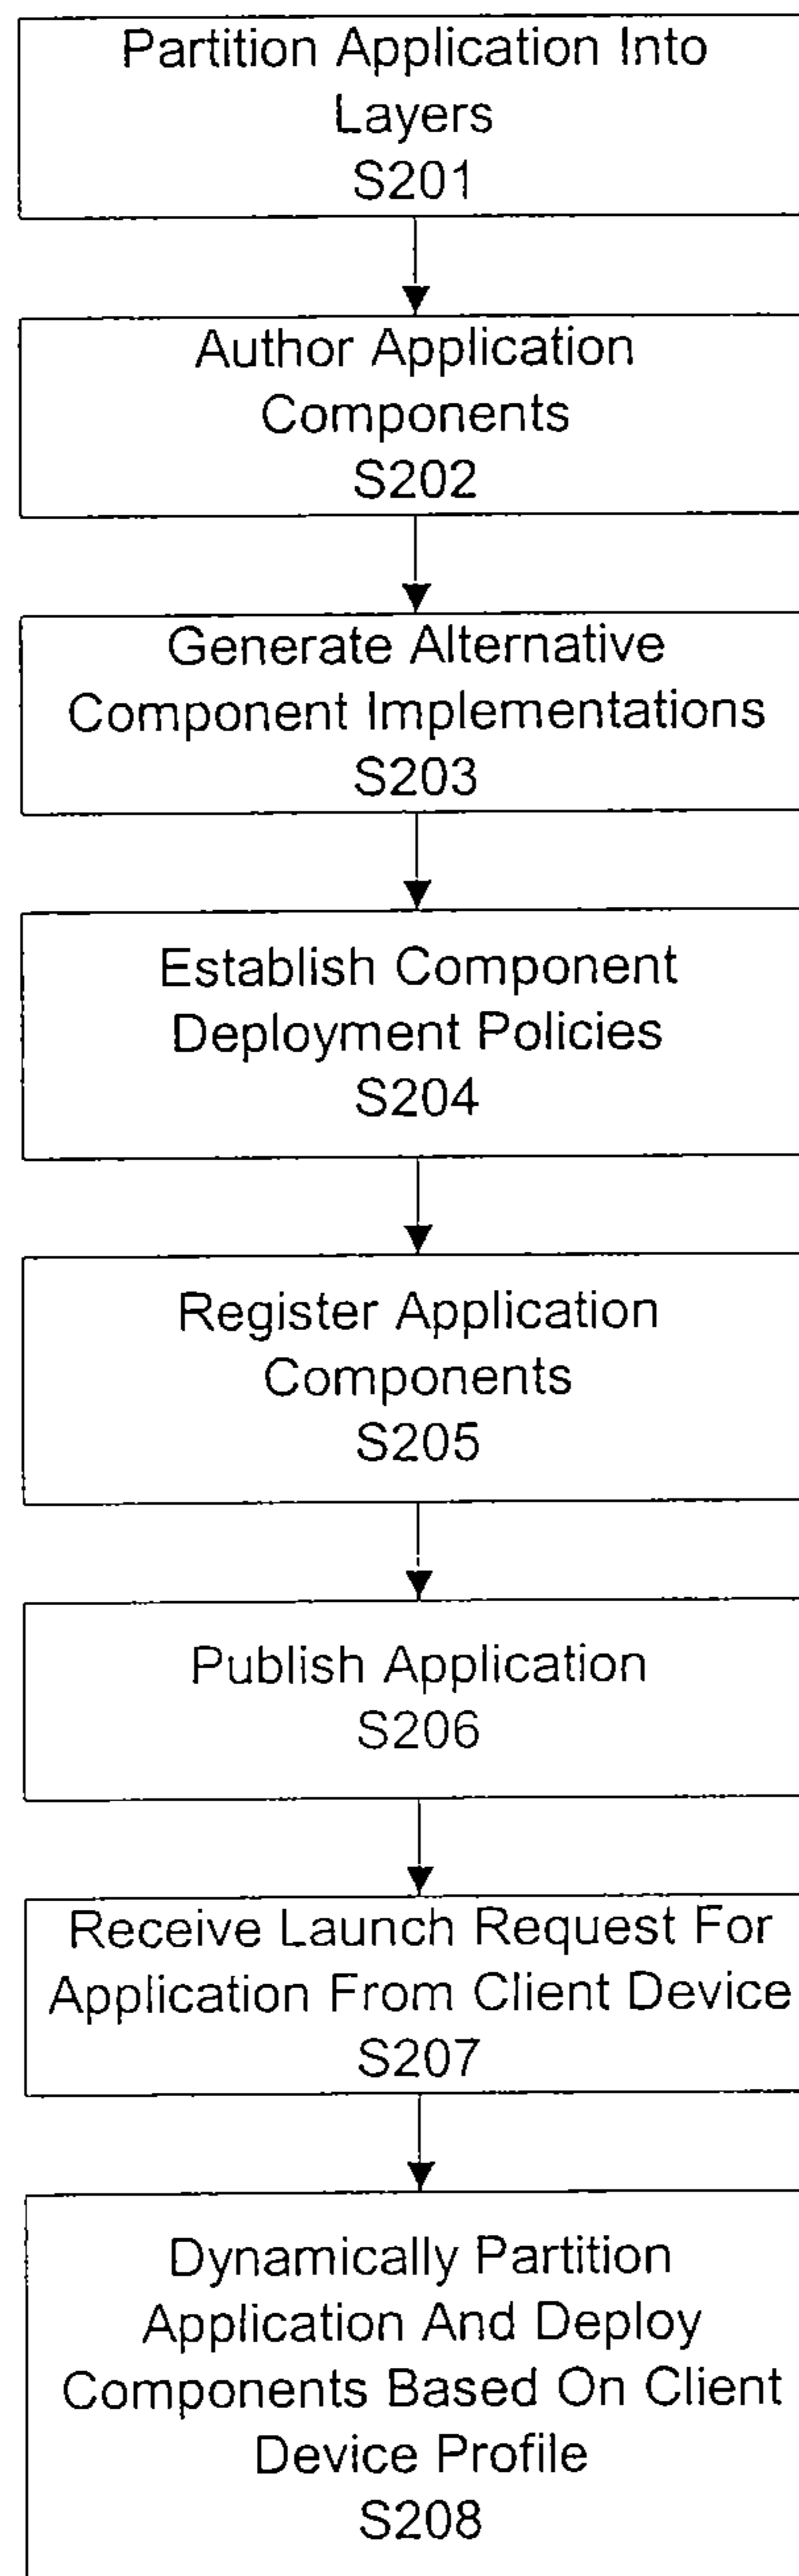 Partition Application Into
Layers
S201
Author Application
Components
S202
Generate Alternative
Component Implementations
S203
Establish Component
Deployment Policies
S204
Register Application
Components
S205
Publish Application
S206
Receive Launch Request For
Application From Client Device
S207
Dynamically Partition
Application And Deploy
Components Based On Client
Device Profile
S208